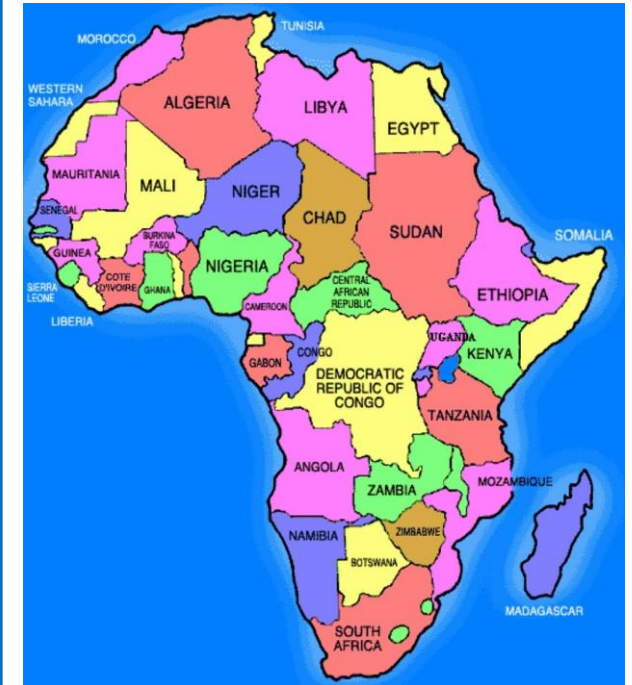 TUNISIA
MOROCCO
WESTERN
SAHARA
ALGERIA
LIBYA
EGYPT
MAURITANIA
MALI
NIGER
CHAD
SUDAN
SENEGAL
SOMALIA
BURKINA
FASO
GUINEA
NIGERIA
ETHIOPIA
SIERRA
LEONE
COTE
D'IVOIRE
GHANA
CENTRAL
AFRICAN
REPUBLIC
LIBERIA
CAMEROON
UGANDA
KENYA
CONGO
GABON
DEMOCRATIC
REPUBLIC OF
CONGO
TANZANIA
ANGOLA
ZAMBIA
MOZAMBIQUE
NAMIBIA
ZIMBABWE
BOTSWANA
MADAGASCAR
SOUTH
AFRICA